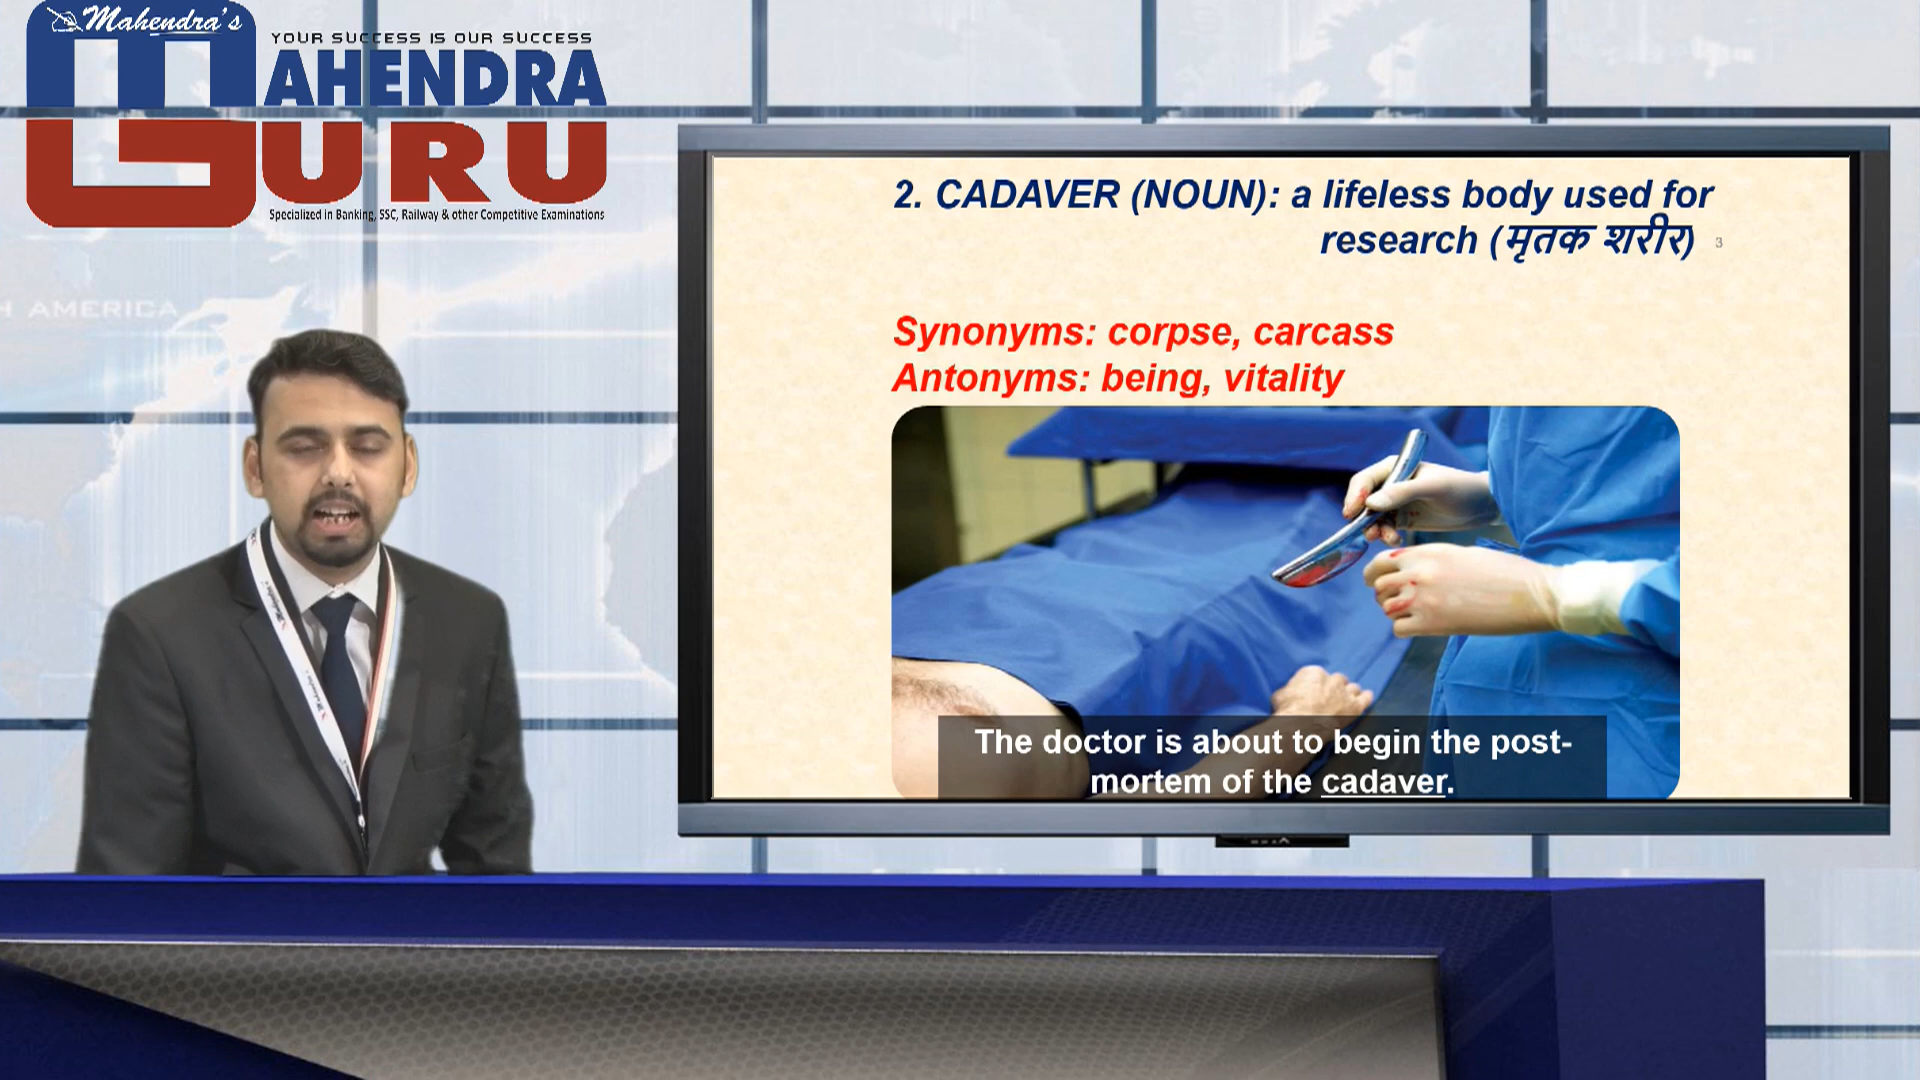 Mahendra's
YOUR SUCCESS IS OUR SUCCESS
MAHENDRA
GURU
Specialized in Banking, SSC, Railway & other Competitive Examinations
H AMERICA
2. CADAVER (NOUN): a lifeless body used for
research (मृतक शरीर)
3
Synonyms: corpse, carcass
Antonyms: being, vitality
The doctor is about to begin the post-
mortem of the cadaver.